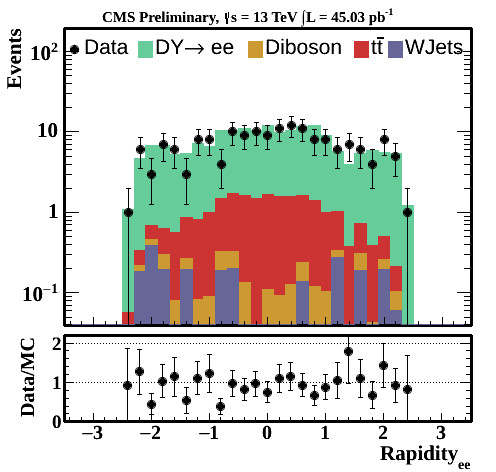 CMS Preliminary, √s = 13 TeV ∫L = 45.03 pb⁻¹
Events
Data DY→ ee Diboson tt̄ WJets
10²
10
1
10⁻¹
Data/MC
2
1
0
−3 −2 −1 0 1 2 3
Rapidity_ee